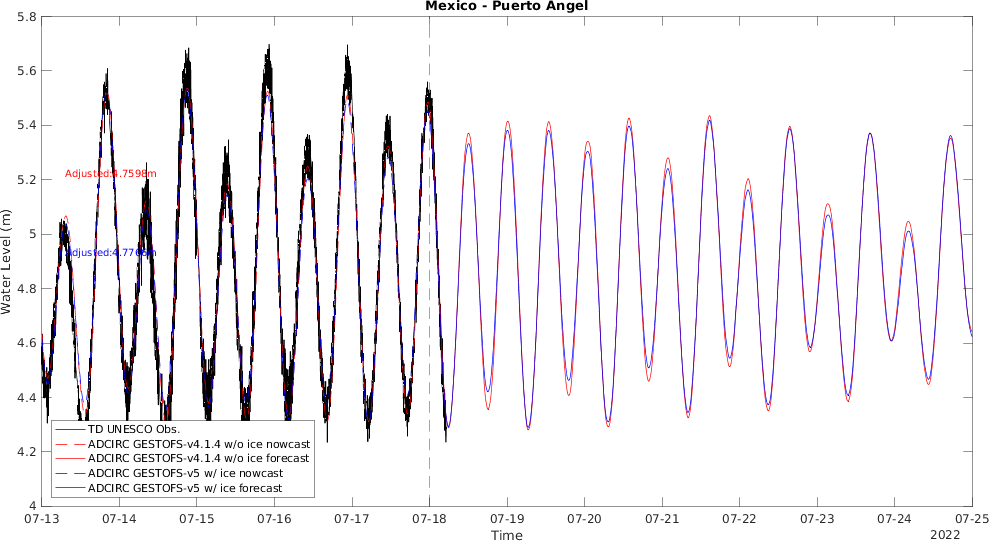 Mexico - Puerto Angel
5.8
5.6
5.4
5.2
5
4.8
4.6
4.4
4.2
4
Water Level (m)
Adjusted:4.7598m
TD UNESCO Obs.
ADCIRC GESTOFS-v4.1.4 w/o ice nowcast
ADCIRC GESTOFS-v4.1.4 w/o ice forecast
ADCIRC GESTOFS-v5 w/ ice nowcast
ADCIRC GESTOFS-v5 w/ ice forecast
07-13 07-14 07-15 07-16 07-17 07-18 07-19 07-20 07-21 07-22 07-23 07-24 07-25
Time
2022